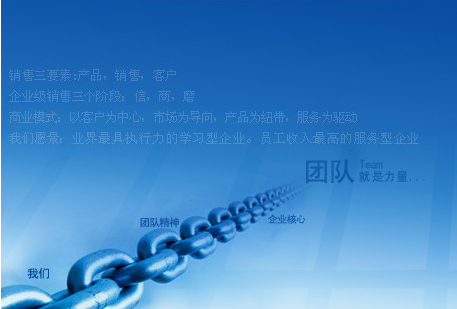 销售三要素:产品，销售，客户
企业级销售三个阶段：信，商，磨
商业模式：以客户为中心，市场为导向，产品为纽带，服务为驱动
我们愿景：业界最具执行力的学习型企业。员工收入最高的服务型企业
团队 Team
就是力量...
团队精神
企业核心
我们